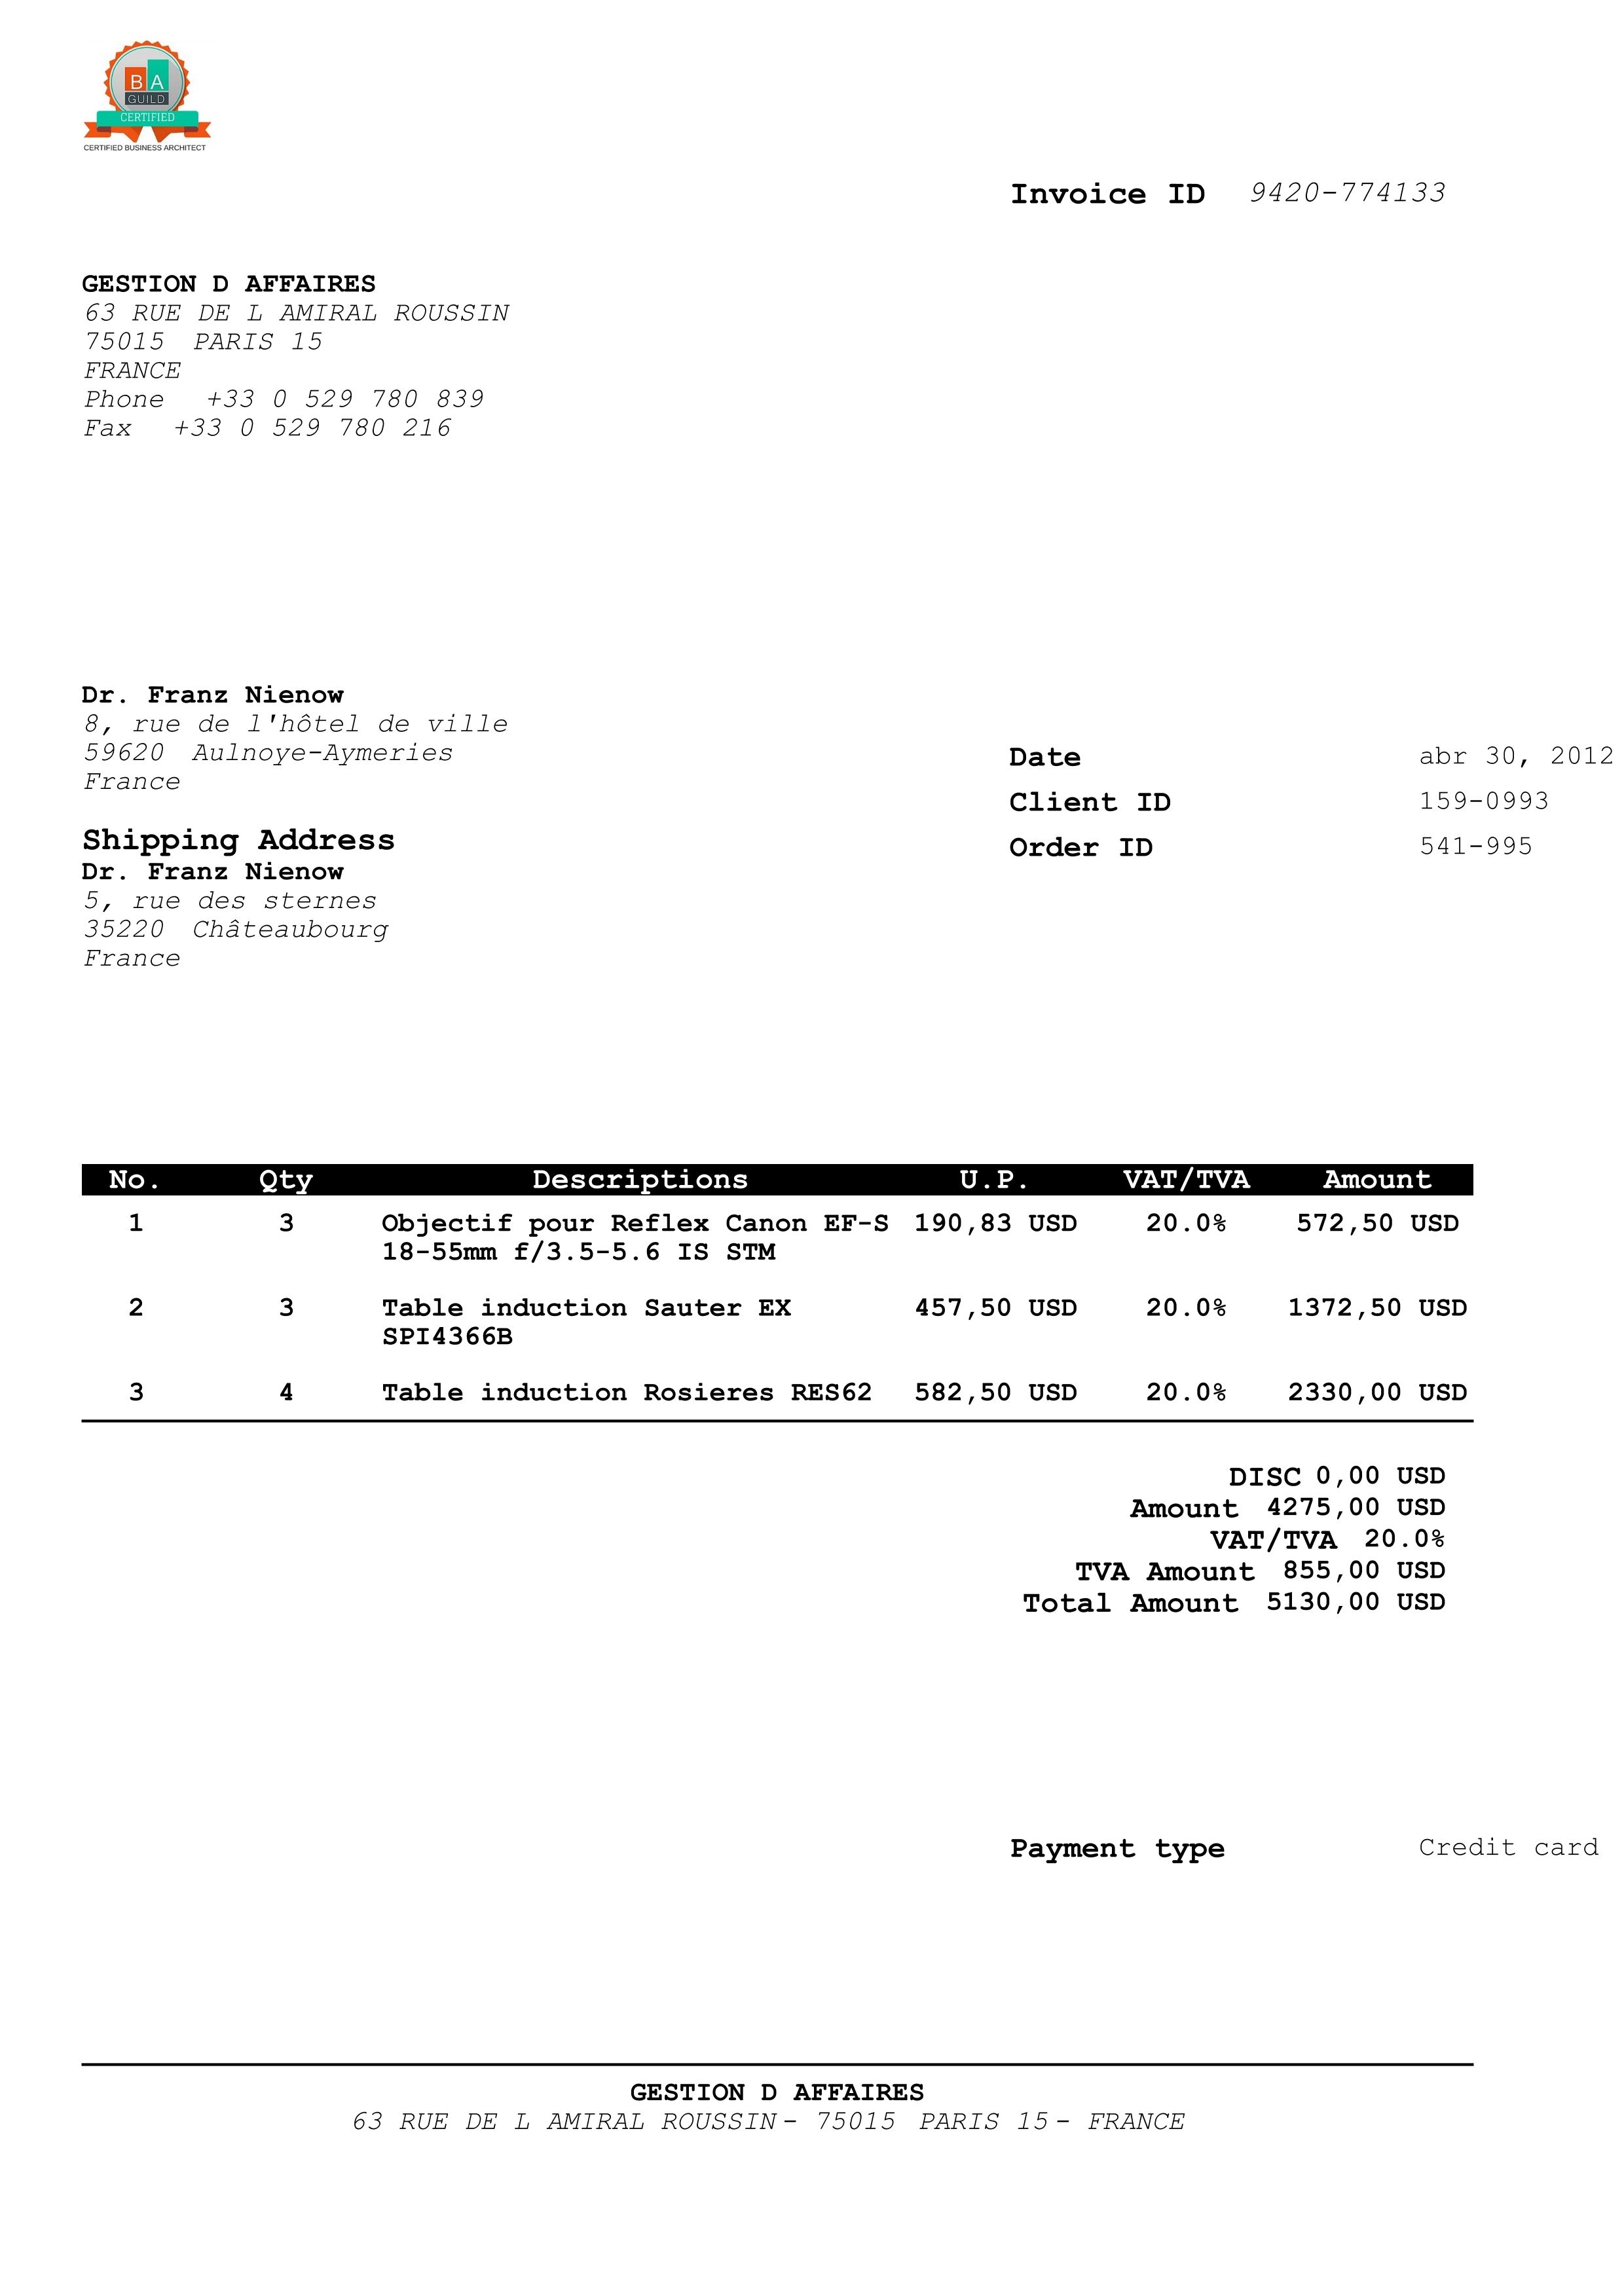 B A
GUILD
CERTIFIED
CERTIFIED BUSINESS ARCHITECT
Invoice ID 9420-774133
GESTION D AFFAIRES
63 RUE DE L AMIRAL ROUSSIN
75015 PARIS 15
FRANCE
Phone +33 0 529 780 839
Fax +33 0 529 780 216
Dr. Franz Nienow
8, rue de l'hôtel de ville
59620 Aulnoye-Aymeries
France
Date abr 30, 2012
Client ID 159-0993
Order ID 541-995
Shipping Address
Dr. Franz Nienow
5, rue des sternes
35220 Châteaubourg
France
No. Qty Descriptions U.P. VAT/TVA Amount
1 3 Objectif pour Reflex Canon EF-S 190,83 USD 20.0% 572,50 USD
18-55mm f/3.5-5.6 IS STM
2 3 Table induction Sauter EX 457,50 USD 20.0% 1372,50 USD
SPI4366B
3 4 Table induction Rosieres RES62 582,50 USD 20.0% 2330,00 USD
DISC 0,00 USD
Amount 4275,00 USD
VAT/TVA 20.0%
TVA Amount 855,00 USD
Total Amount 5130,00 USD
Payment type Credit card
GESTION D AFFAIRES
63 RUE DE L AMIRAL ROUSSIN - 75015 PARIS 15 - FRANCE